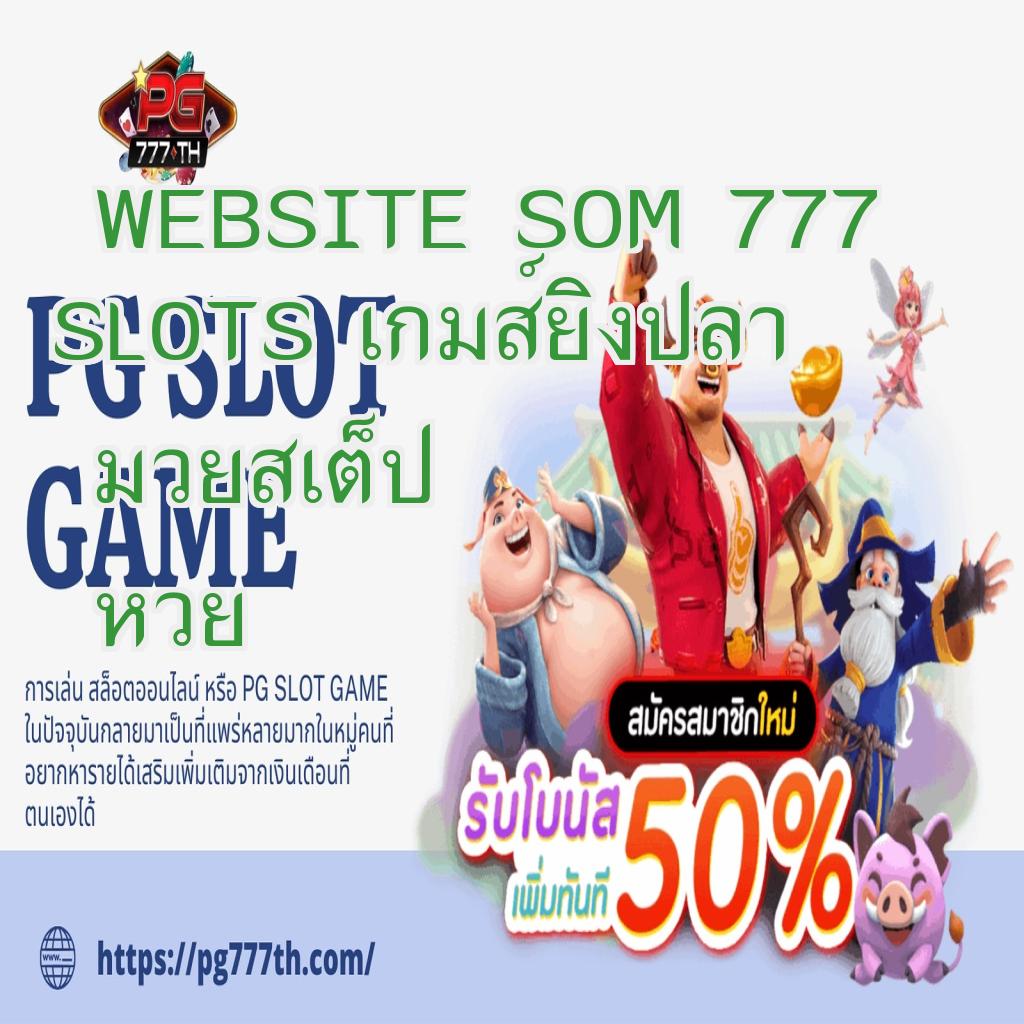 PG
777 TH
WEBSITE SOM 777
SLOTS เกมส์ยิงปลา
มวยสเต็ป
หวย
PG SLOT
GAME
การเล่น สล็อตออนไลน์ หรือ PG SLOT GAME
ในปัจจุบันกลายมาเป็นที่แพร่หลายมากในหมู่คนที่
อยากหารายได้เสริมเพิ่มเติมจากเงินเดือนที่
ตนเองได้
สมัครสมาชิกใหม่
รับโบนัส
เพิ่มทันที
50%
https://pg777th.com/